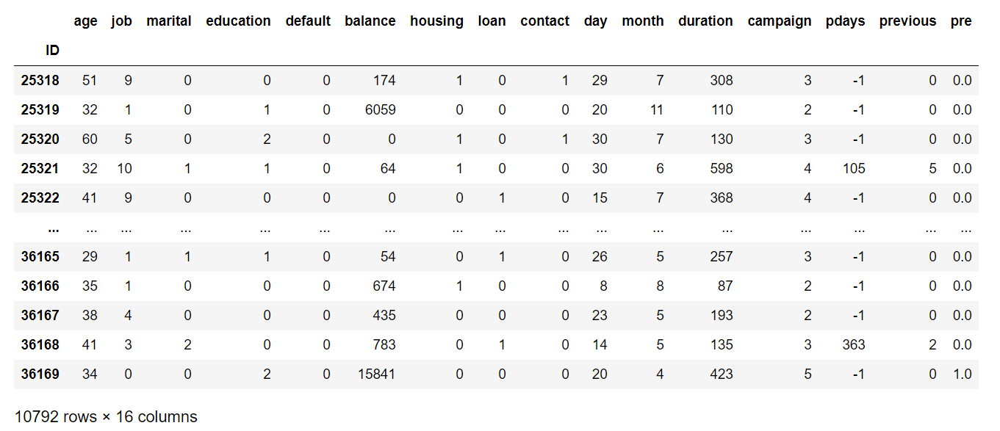 age job marital education default balance housing loan contact day month duration campaign pdays previous pre
ID
25318 51 9 0 0 0 174 1 0 1 29 7 308 3 -1 0 0.0
25319 32 1 0 1 0 6059 0 0 0 20 11 110 2 -1 0 0.0
25320 60 5 0 2 0 0 1 0 1 30 7 130 3 -1 0 0.0
25321 32 10 1 1 0 64 1 0 0 30 6 598 4 105 5 0.0
25322 41 9 0 0 0 0 0 1 0 15 7 368 4 -1 0 0.0
... ... ... ... ... ... ... ... ... ... ... ... ... ... ... ... ...
36165 29 1 1 1 0 54 0 1 0 26 5 257 3 -1 0 0.0
36166 35 1 0 0 0 674 1 0 0 8 8 87 2 -1 0 0.0
36167 38 4 0 0 0 435 0 0 0 23 5 193 2 -1 0 0.0
36168 41 3 2 0 0 783 0 1 0 14 5 135 3 363 2 0.0
36169 34 0 0 2 0 15841 0 0 0 20 4 423 5 -1 0 1.0
10792 rows × 16 columns